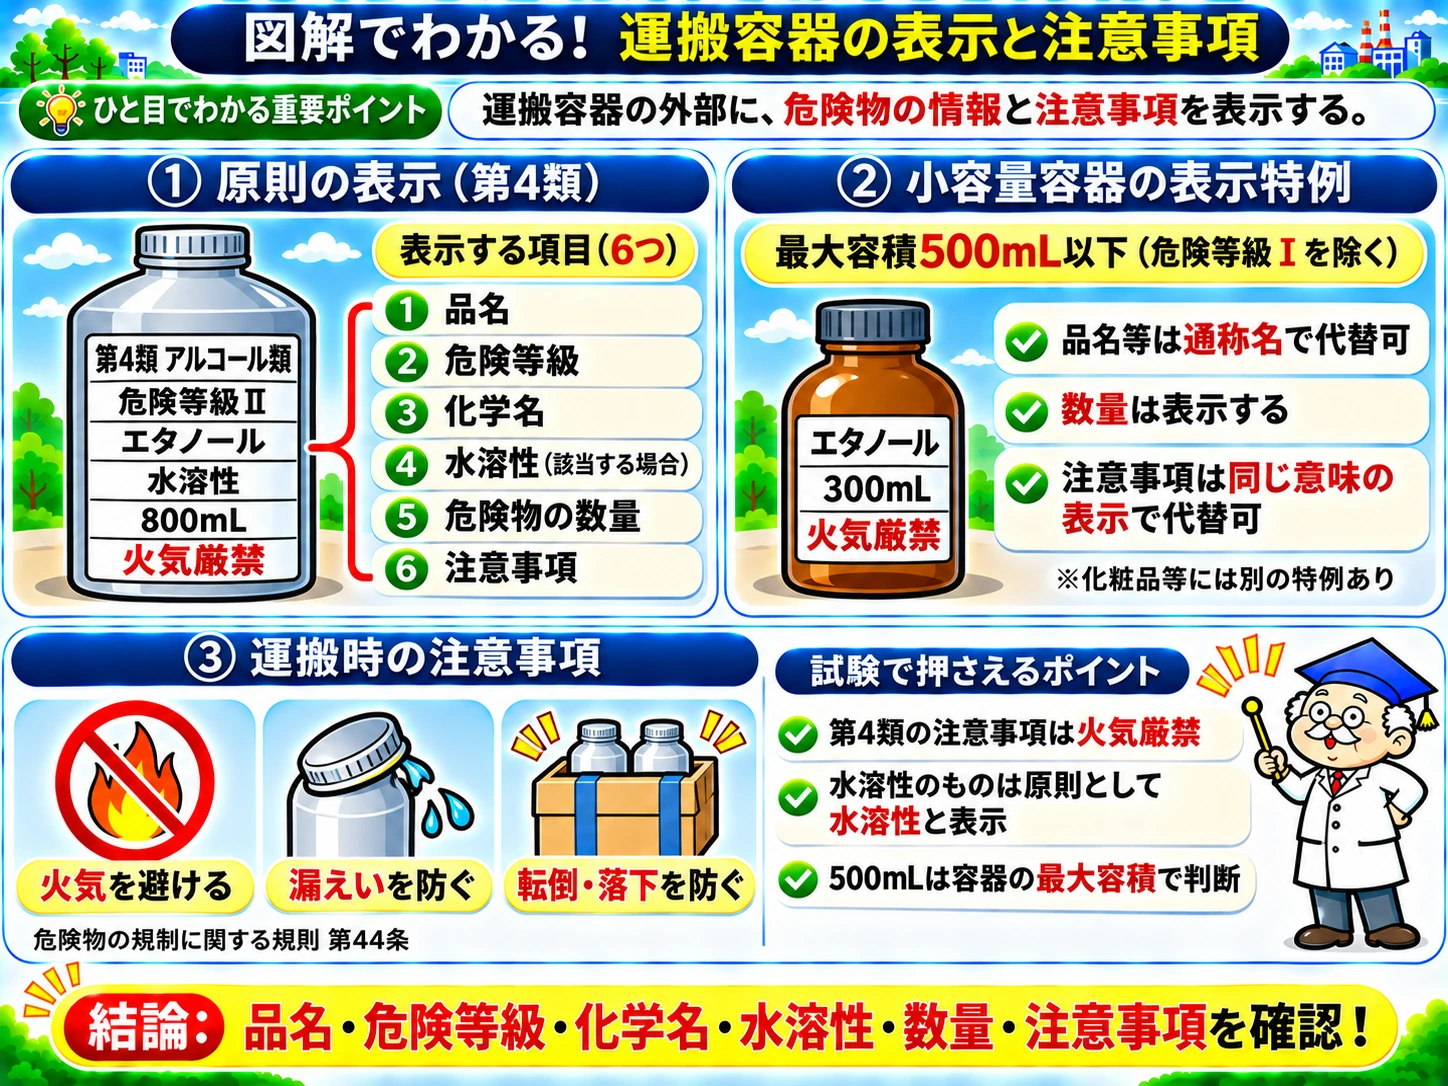 図解でわかる！ 運搬容器の表示と注意事項
ひと目でわかる重要ポイント
運搬容器の外部に、危険物の情報と注意事項を表示する。
① 原則の表示（第4類）
第4類 アルコール類
危険等級Ⅱ
エタノール
水溶性
800mL
火気厳禁
表示する項目（6つ）
1 品名
2 危険等級
3 化学名
4 水溶性（該当する場合）
5 危険物の数量
6 注意事項
② 小容量容器の表示特例
最大容積500mL以下（危険等級Ⅰを除く）
エタノール
300mL
火気厳禁
品名等は通称名で代替可
数量は表示する
注意事項は同じ意味の
表示で代替可
※化粧品等には別の特例あり
③ 運搬時の注意事項
火気を避ける
漏えいを防ぐ
転倒・落下を防ぐ
危険物の規制に関する規則 第44条
試験で押さえるポイント
第4類の注意事項は火気厳禁
水溶性のものは原則として
水溶性と表示
500mLは容器の最大容積で判断
結論：品名・危険等級・化学名・水溶性・数量・注意事項を確認！